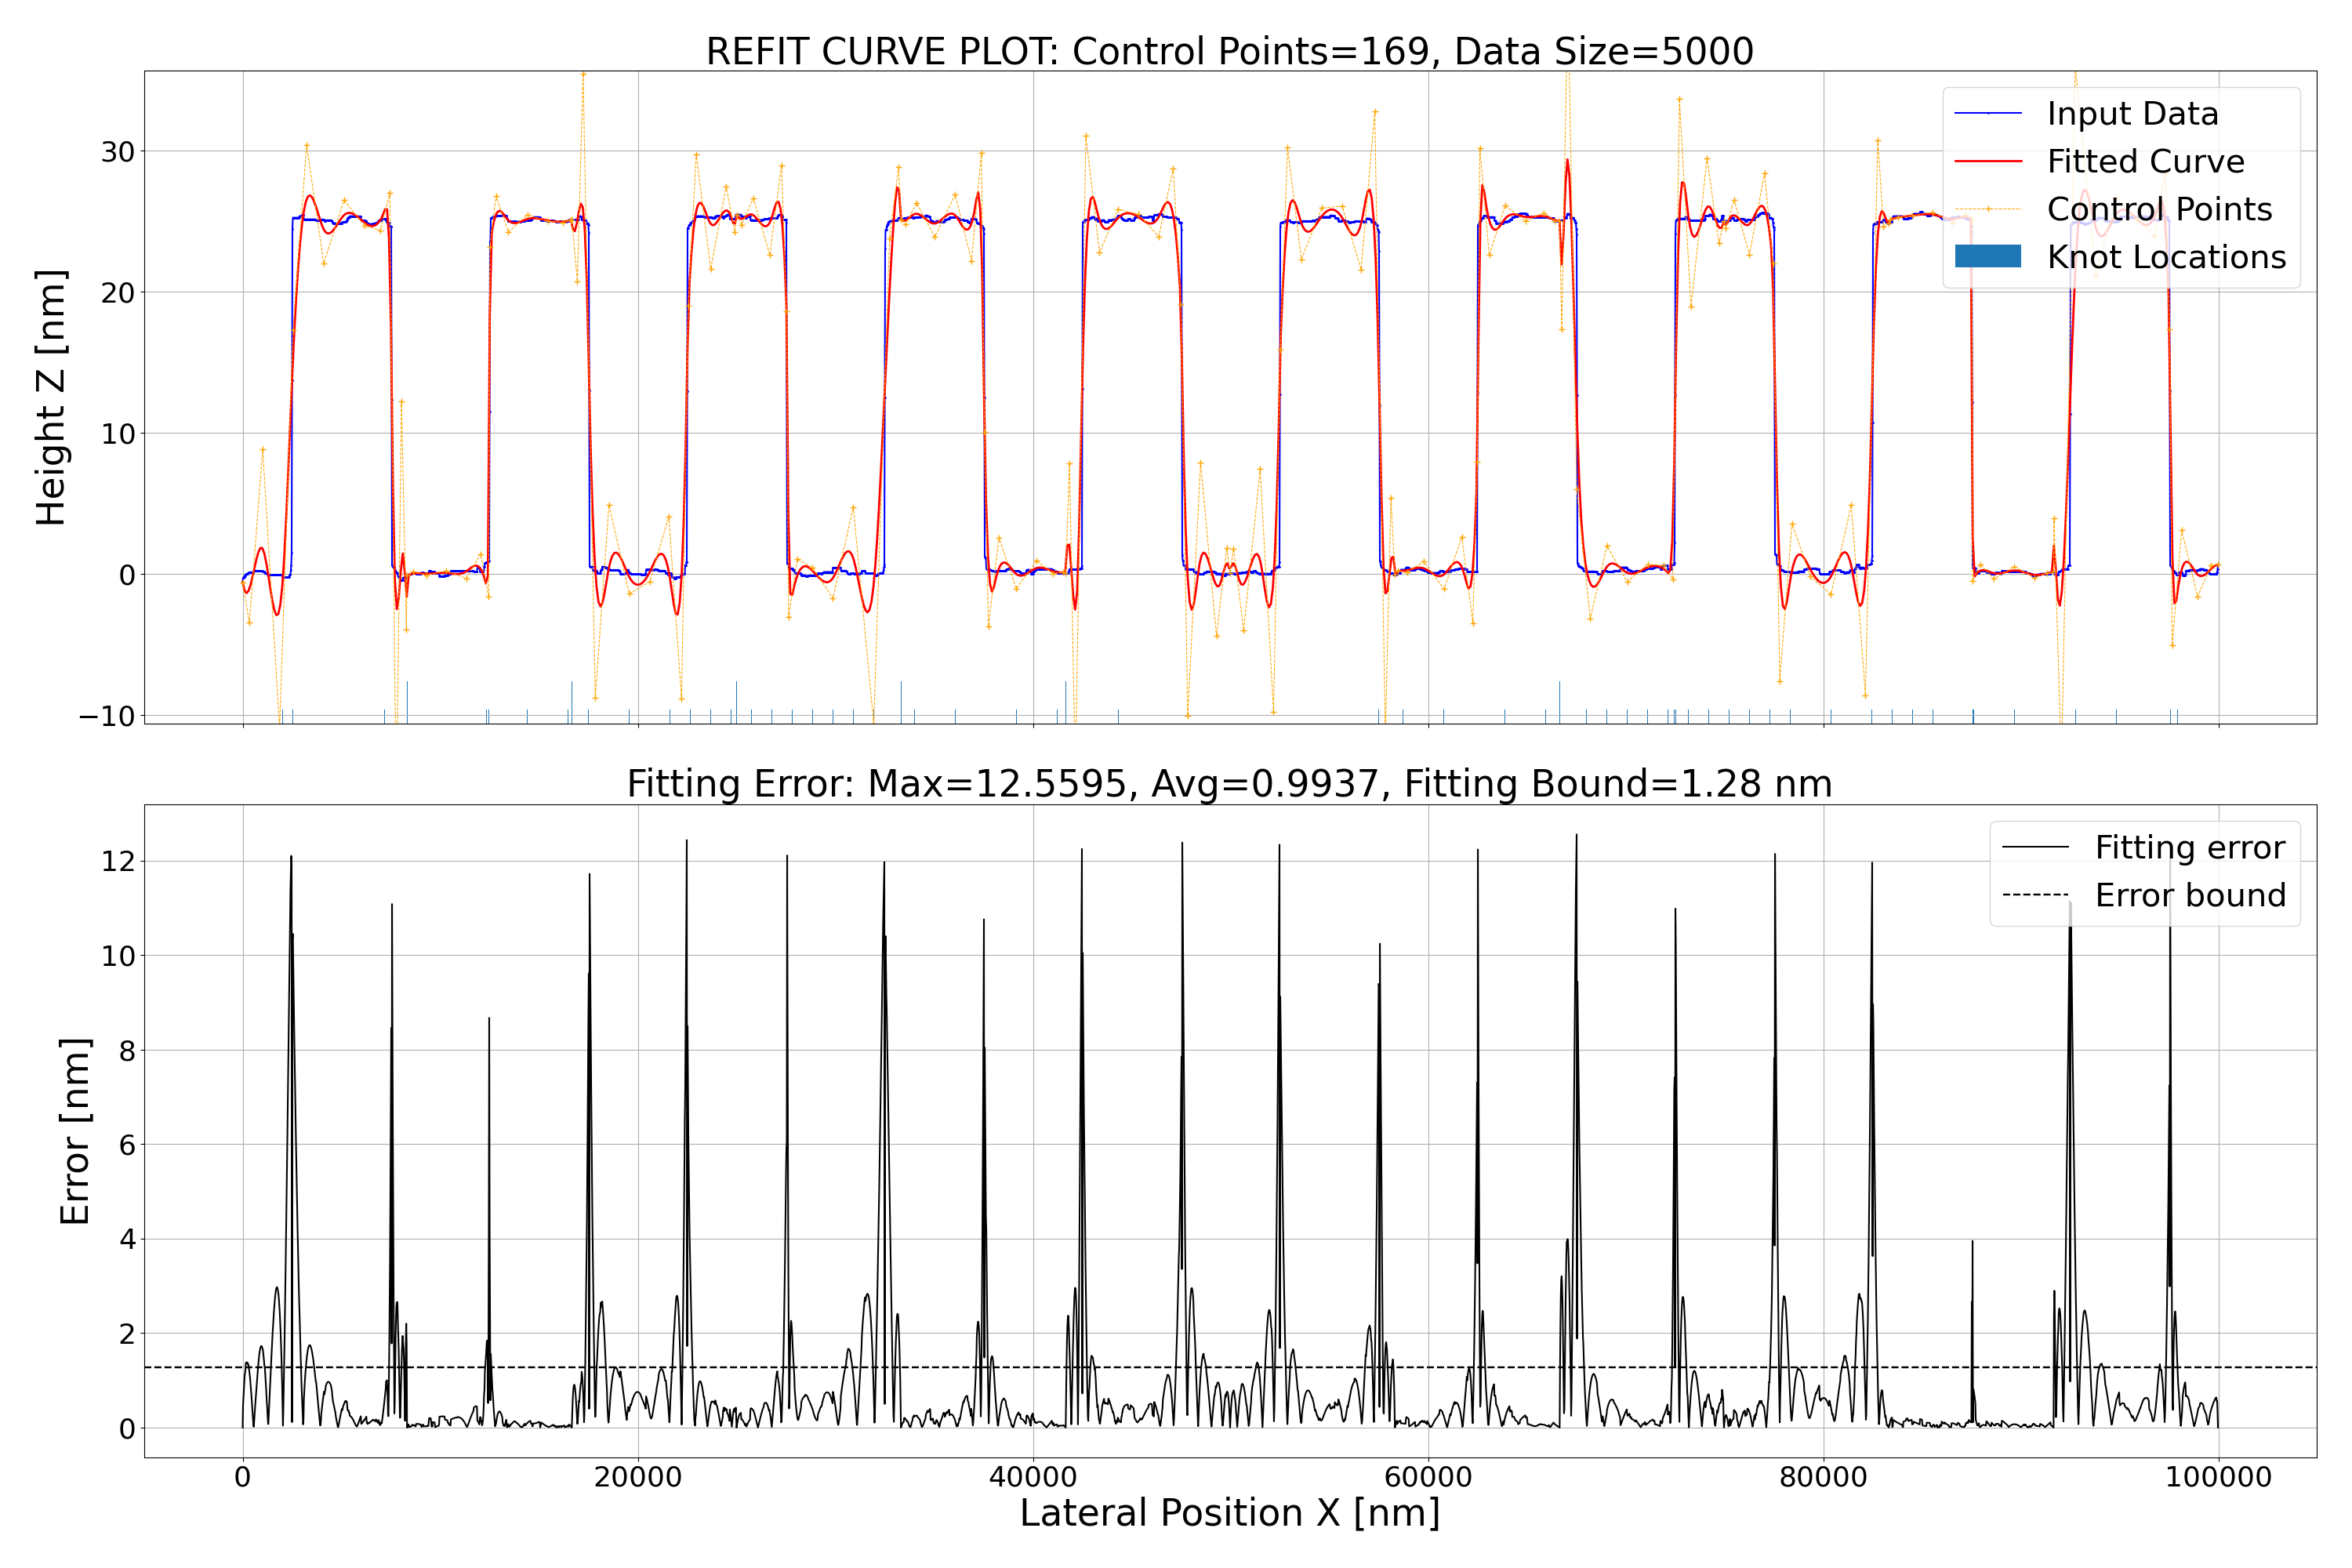 REFIT CURVE PLOT: Control Points=169, Data Size=5000
Height Z [nm]
30
20
10
0
−10
Input Data
Fitted Curve
Control Points
Knot Locations
Fitting Error: Max=12.5595, Avg=0.9937, Fitting Bound=1.28 nm
Error [nm]
12
10
8
6
4
2
0
Fitting error
Error bound
0 20000 40000 60000 80000 100000
Lateral Position X [nm]